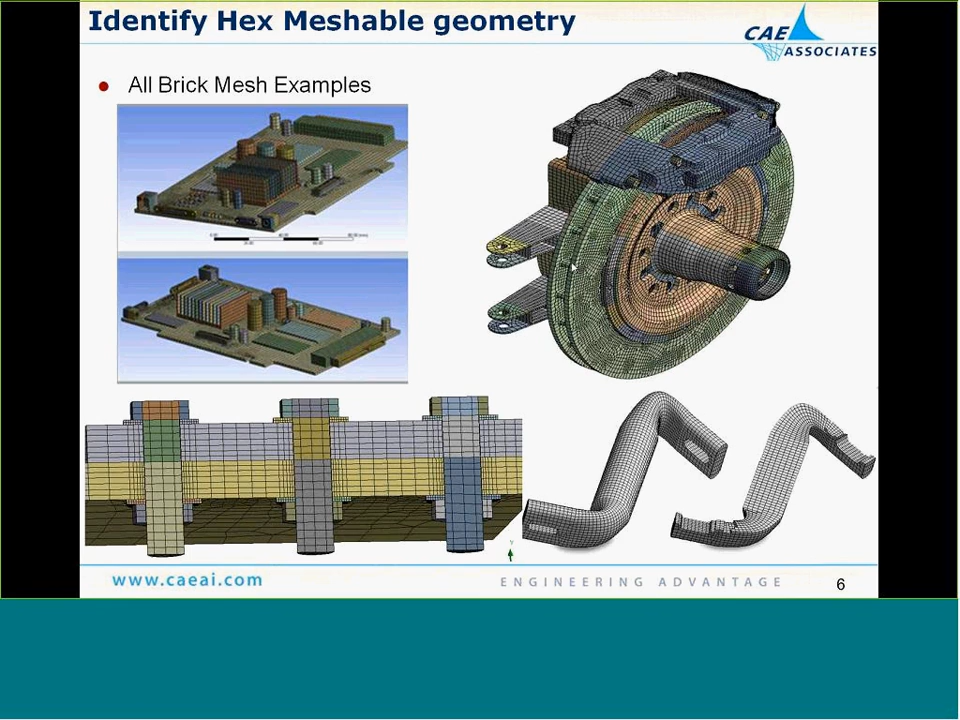 Identify Hex Meshable geometry
CAE
ASSOCIATES
All Brick Mesh Examples
www.caeai.com
ENGINEERING ADVANTAGE
6